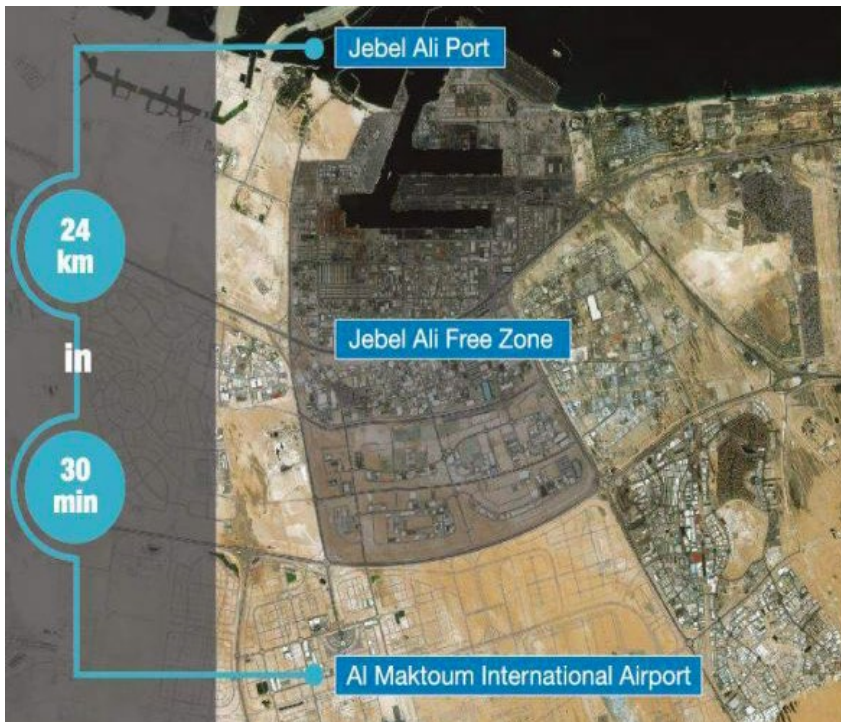 Jebel Ali Port
24
km
Jebel Ali Free Zone
in
30
min
Al Maktoum International Airport